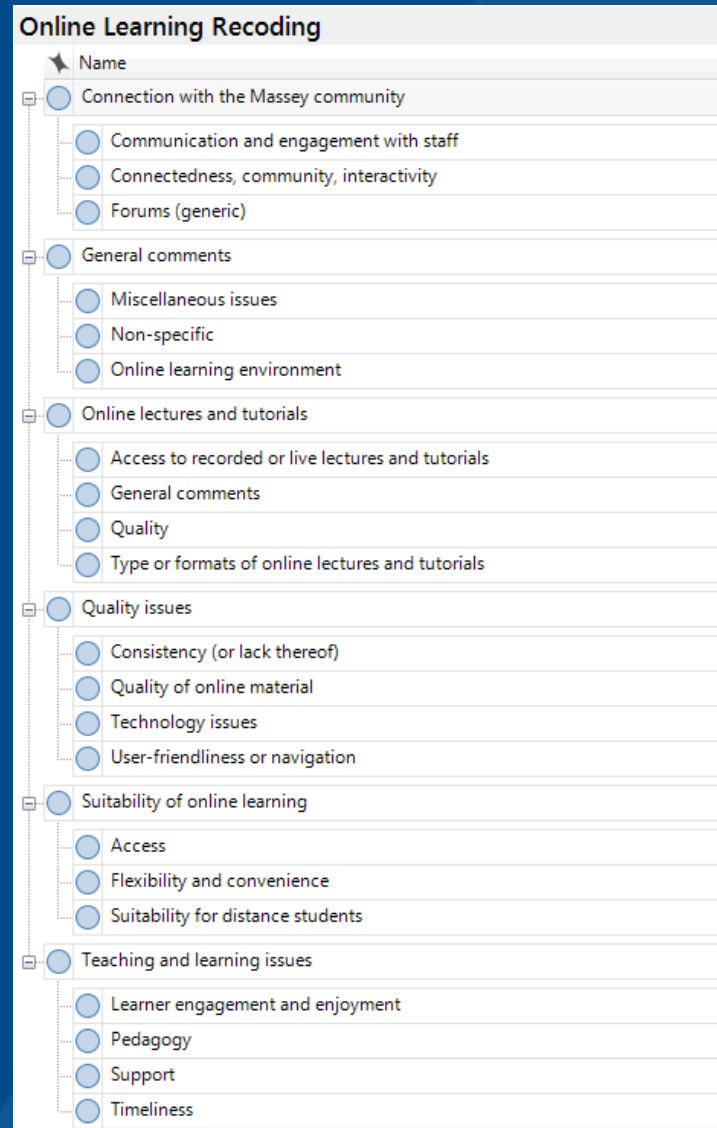 Online Learning Recoding
Name
Connection with the Massey community
Communication and engagement with staff
Connectedness, community, interactivity
Forums (generic)
General comments
Miscellaneous issues
Non-specific
Online learning environment
Online lectures and tutorials
Access to recorded or live lectures and tutorials
General comments
Quality
Type or formats of online lectures and tutorials
Quality issues
Consistency (or lack thereof)
Quality of online material
Technology issues
User-friendliness or navigation
Suitability of online learning
Access
Flexibility and convenience
Suitability for distance students
Teaching and learning issues
Learner engagement and enjoyment
Pedagogy
Support
Timeliness